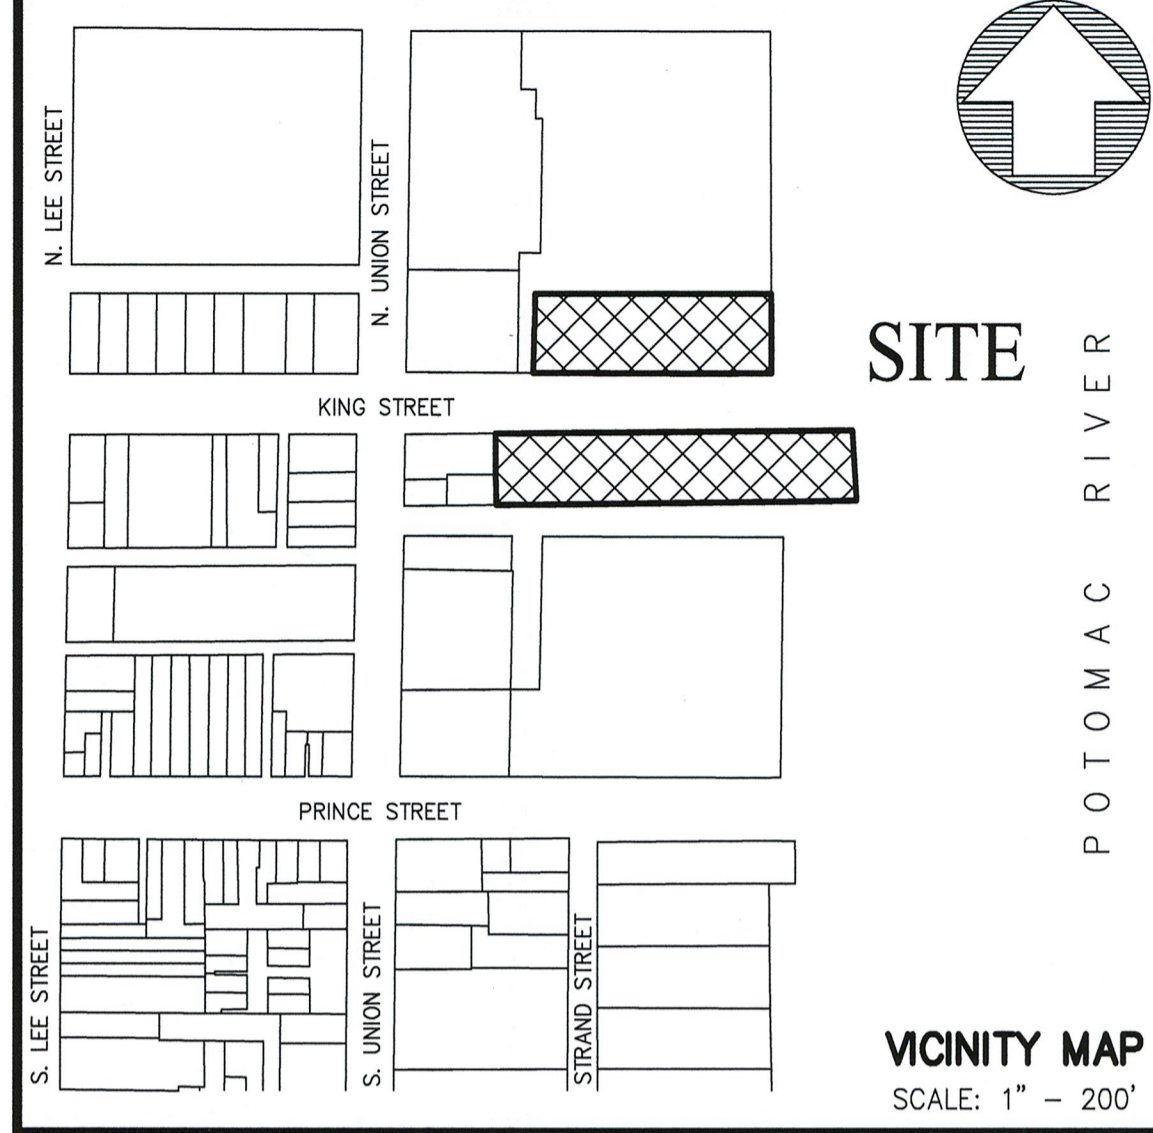 N. LEE STREET
N. UNION STREET
KING STREET
SITE
POTOMAC RIVER
PRINCE STREET
S. LEE STREET
S. UNION STREET
STRAND STREET
VICINITY MAP
SCALE: 1" - 200'